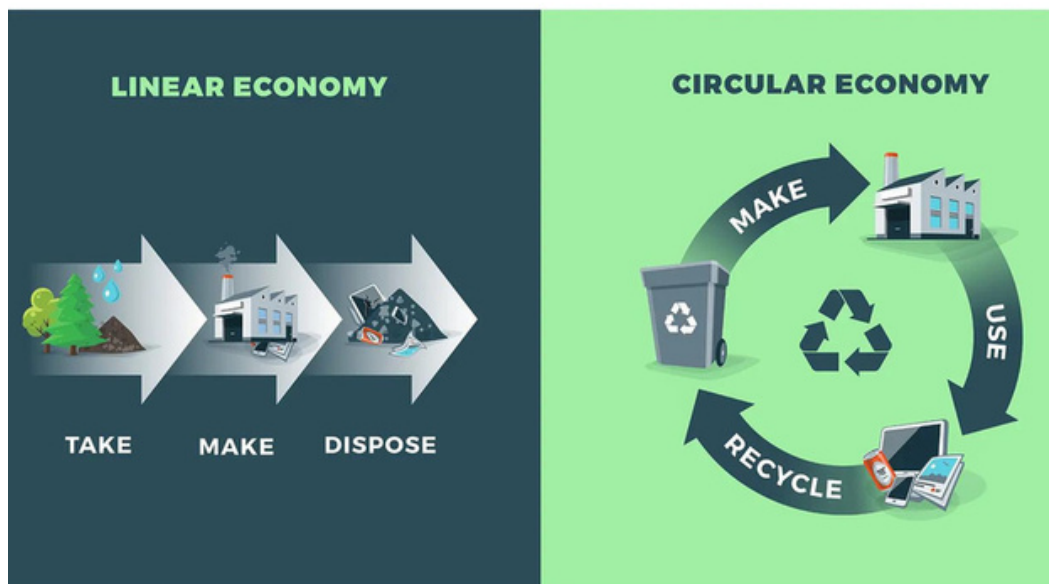 LINEAR ECONOMY
TAKE
MAKE
DISPOSE
CIRCULAR ECONOMY
MAKE
USE
RECYCLE